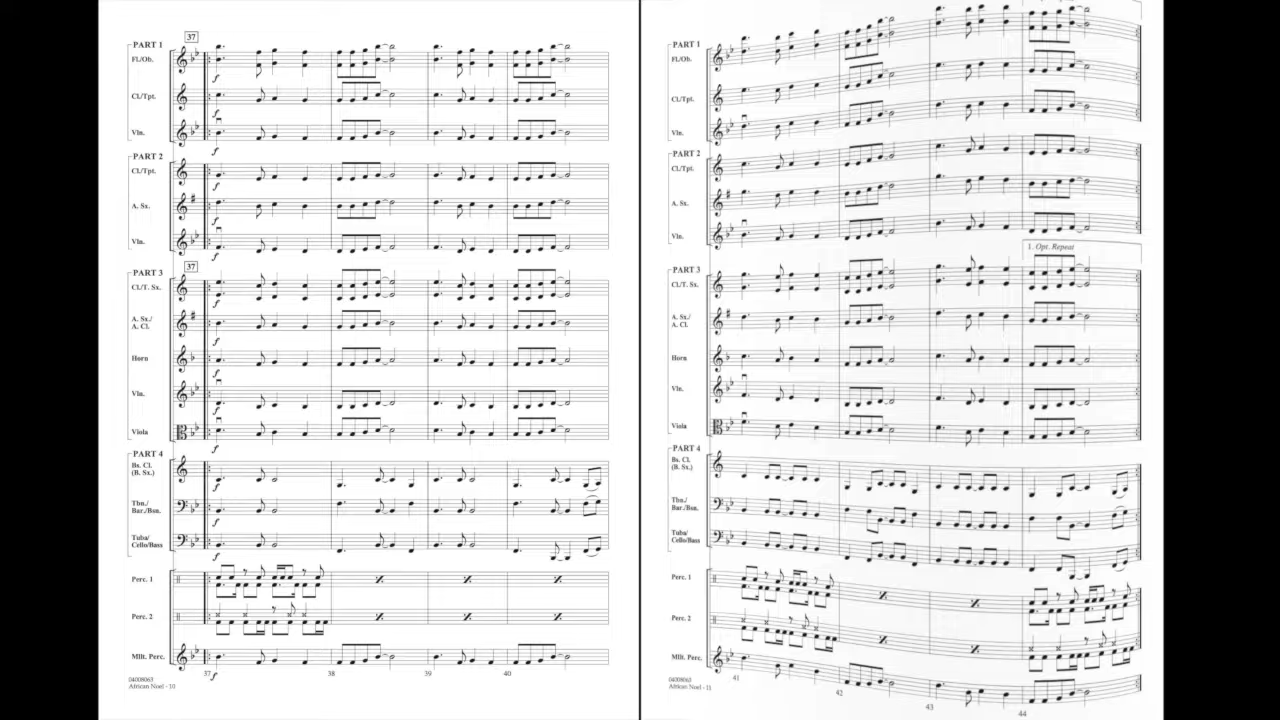 37
PART 1
Fl./Ob.
f
Cl./Tpt.
f
Vln.
f
PART 2
Cl./Tpt.
f
A. Sx.
f
Vln.
f
37
PART 3
Cl./T. Sx.
f
A. Sx./
A. Cl.
f
Horn
f
Vln.
f
Viola
f
PART 4
Bs. Cl.
(B. Sx.)
f
Tbn./
Bar./Bsn.
f
Tuba/
Cello/Bass
f
Perc. 1
f
Perc. 2
f
Mllt. Perc.
f
37 38 39 40
04008063
African Noel - 10
PART 1
Fl./Ob.
Cl./Tpt.
Vln.
PART 2
Cl./Tpt.
A. Sx.
Vln.
1. Opt. Repeat
PART 3
Cl./T. Sx.
A. Sx./
A. Cl.
Horn
Vln.
Viola
PART 4
Bs. Cl.
(B. Sx.)
Tbn./
Bar./Bsn.
Tuba/
Cello/Bass
Perc. 1
Perc. 2
Mllt. Perc.
41 42 43 44
04008063
African Noel - 11